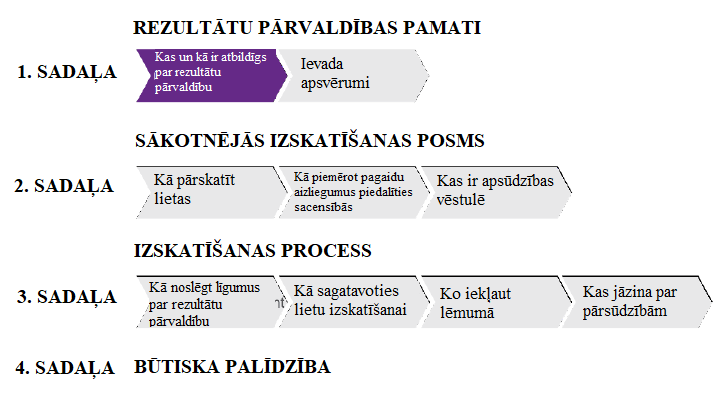 REZULTĀTU PĀRVALDĪBAS PAMATI
1. SADAĻA
Kas un kā ir atbildīgs
par rezultātu
pārvaldību
Ievada
apsvērumi
SĀKOTNĒJĀS IZSKATĪŠANAS POSMS
2. SADAĻA
Kā pārskatīt
lietas
Kā piemērot pagaidu
aizliegumus piedalīties
sacensībās
Kas ir apsūdzības
vēstulē
IZSKATĪŠANAS PROCESS
3. SADAĻA
Kā noslēgt līgumus
par rezultātu
pārvaldību
Kā sagatavoties
lietu izskatīšanai
Ko iekļaut
lēmumā
Kas jāzina par
pārsūdzībām
4. SADAĻA
BŪTISKA PALĪDZĪBA